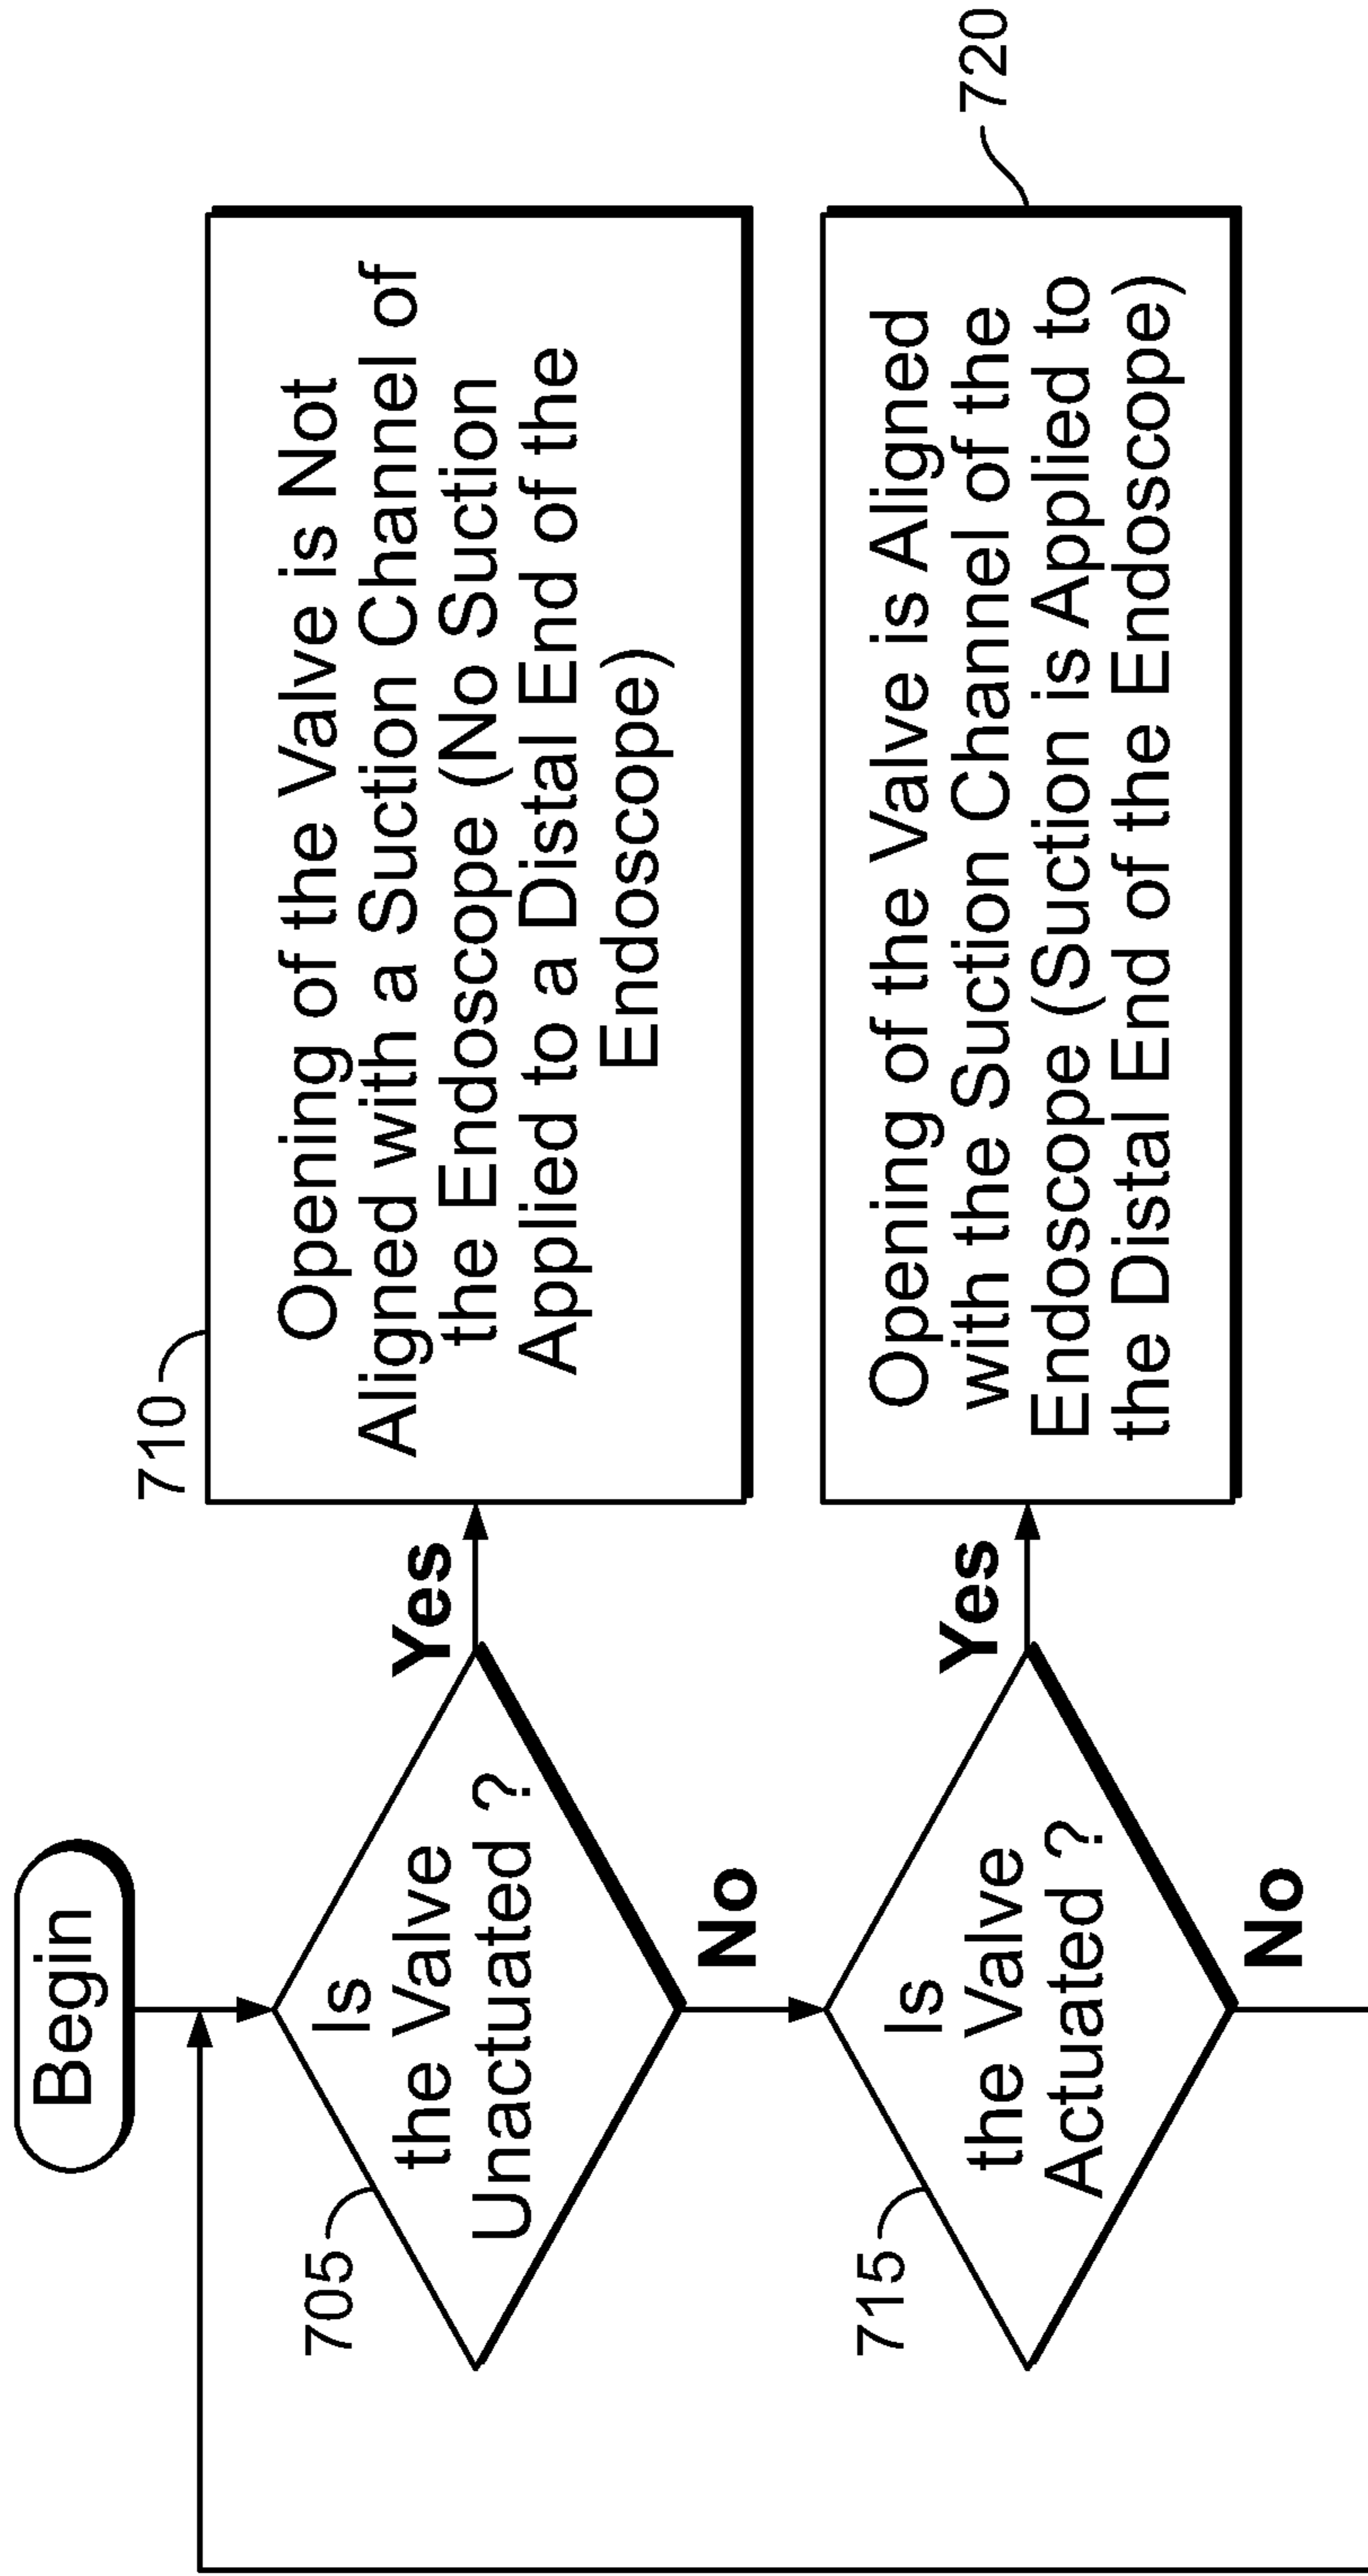 Begin
705
Is
the Valve
Unactuated ?
Yes
No
710
Opening of the Valve is Not
Aligned with a Suction Channel of
the Endoscope (No Suction
Applied to a Distal End of the
Endoscope)
715
Is
the Valve
Actuated ?
Yes
No
720
Opening of the Valve is Aligned
with the Suction Channel of the
Endoscope (Suction is Applied to
the Distal End of the Endoscope)